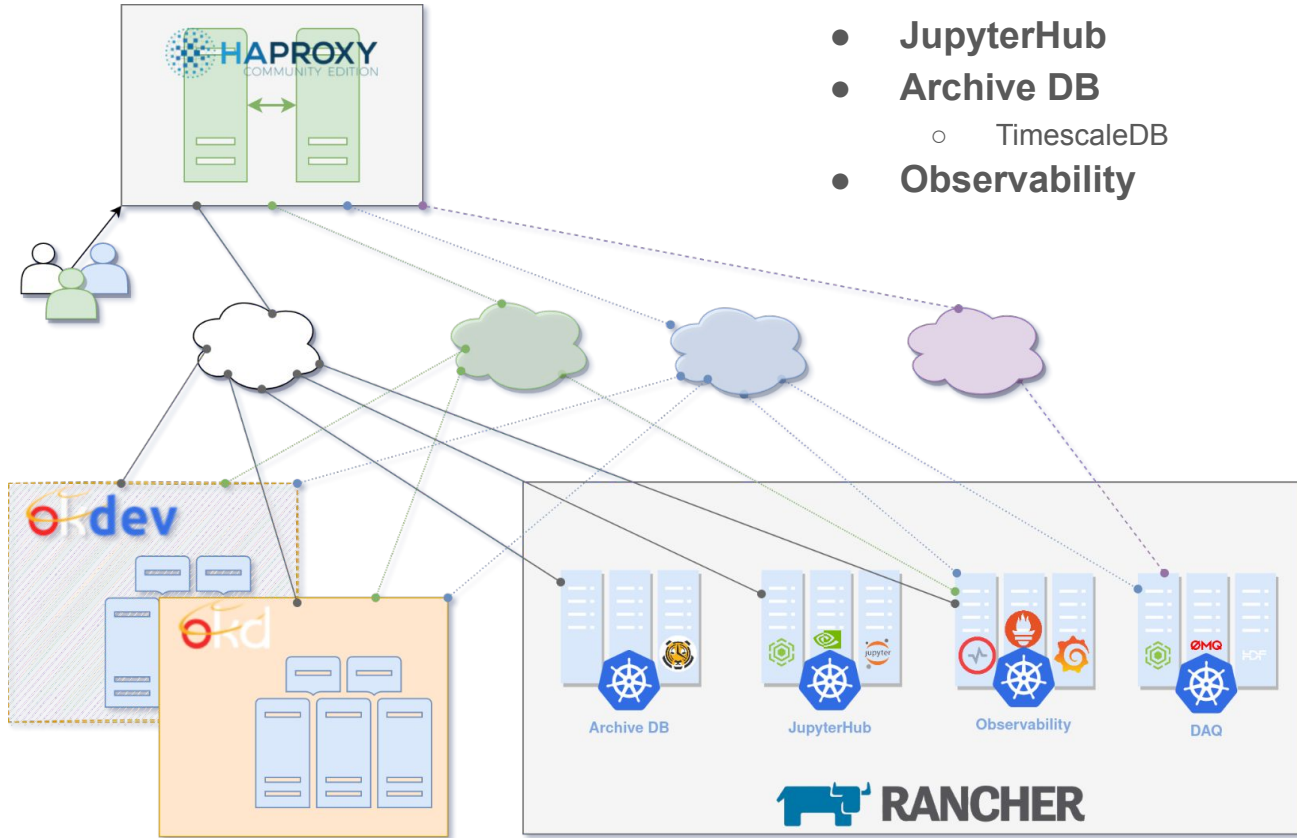 HAPROXY
COMMUNITY EDITION
● JupyterHub
● Archive DB
○ TimescaleDB
● Observability
okdev
okd
jupyter
ØMQ
HDF
Archive DB
JupyterHub
Observability
DAQ
RANCHER